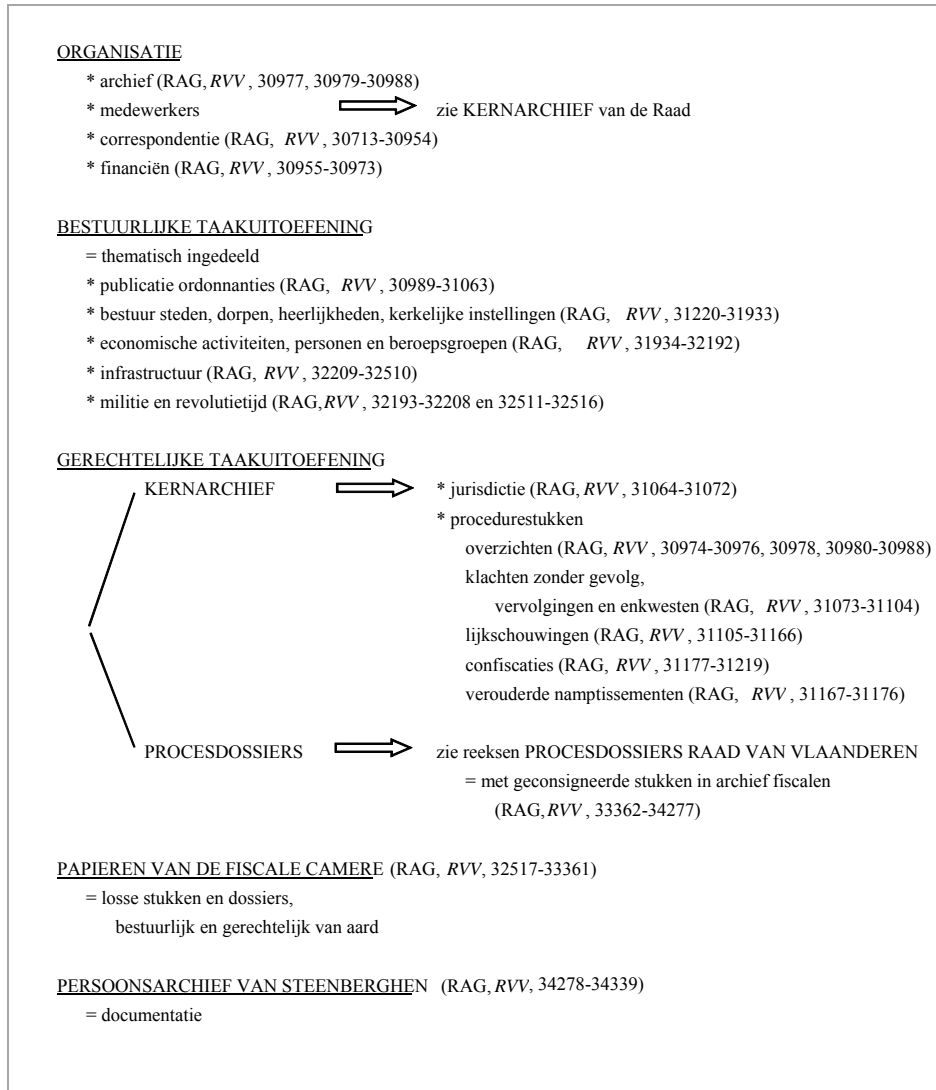 ORGANISATIE
* archief (RAG, RVV , 30977, 30979-30988)
* medewerkers zie KERNARCHIEF van de Raad
* correspondentie (RAG, RVV , 30713-30954)
* financiën (RAG, RVV , 30955-30973)
BESTUURLIJKE TAAKUITOEFENING
= thematisch ingedeeld
* publicatie ordonnanties (RAG, RVV , 30989-31063)
* bestuur steden, dorpen, heerlijkheden, kerkelijke instellingen (RAG, RVV , 31220-31933)
* economische activiteiten, personen en beroepsgroepen (RAG, RVV , 31934-32192)
* infrastructuur (RAG, RVV , 32209-32510)
* militie en revolutietijd (RAG, RVV , 32193-32208 en 32511-32516)
GERECHTELIJKE TAAKUITOEFENING
KERNARCHIEF * jurisdictie (RAG, RVV , 31064-31072)
* procedurestukken
overzichten (RAG, RVV , 30974-30976, 30978, 30980-30988)
klachten zonder gevolg,
vervolgingen en enkwesten (RAG, RVV , 31073-31104)
lijkschouwingen (RAG, RVV , 31105-31166)
confiscaties (RAG, RVV , 31177-31219)
verouderde namptissementen (RAG, RVV , 31167-31176)
PROCESDOSSIERS zie reeksen PROCESDOSSIERS RAAD VAN VLAANDEREN
= met geconsigneerde stukken in archief fiscalen
(RAG, RVV , 33362-34277)
PAPIEREN VAN DE FISCALE CAMERE (RAG, RVV, 32517-33361)
= losse stukken en dossiers,
bestuurlijk en gerechtelijk van aard
PERSOONSARCHIEF VAN STEENBERGHEN (RAG, RVV, 34278-34339)
= documentatie